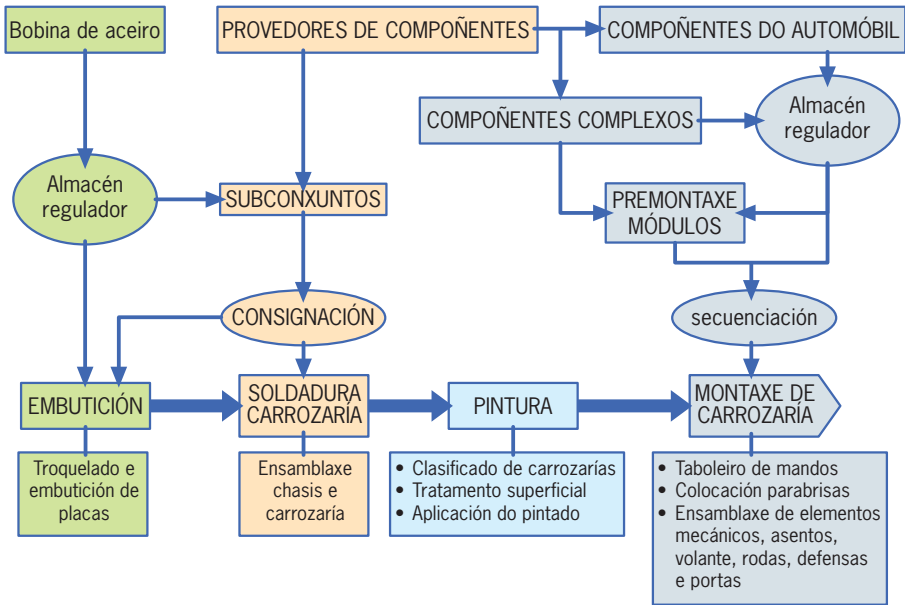 Bobina de aceiro
PROVEDORES DE COMPOÑENTES
COMPOÑENTES DO AUTOMÓBIL
COMPOÑENTES COMPLEXOS
Almacén
regulador
Almacén
regulador
SUBCONXUNTOS
PREMONTAXE
MÓDULOS
CONSIGNACIÓN
secuenciación
EMBUTICIÓN
SOLDADURA
CARROZARÍA
PINTURA
MONTAXE DE
CARROZARÍA
Troquelado e
embutición de
placas
Ensamblaxe
chasis e
carrozaría
• Clasificado de carrozarías
• Tratamento superficial
• Aplicación do pintado
• Taboleiro de mandos
• Colocación parabrisas
• Ensamblaxe de elementos
mecánicos, asentos,
volante, rodas, defensas
e portas